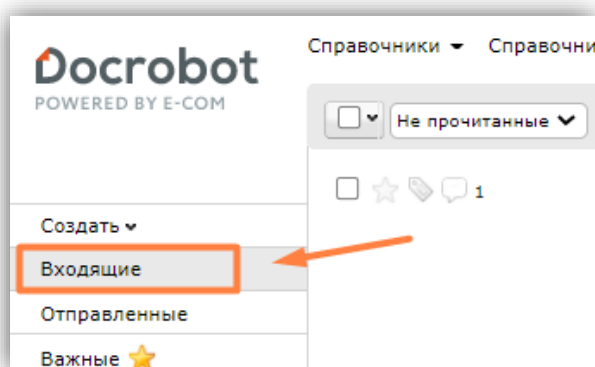 Docrobot
POWERED BY E-COM
Справочники
Не прочитанные
1
Создать
Входящие
Отправленные
Важные